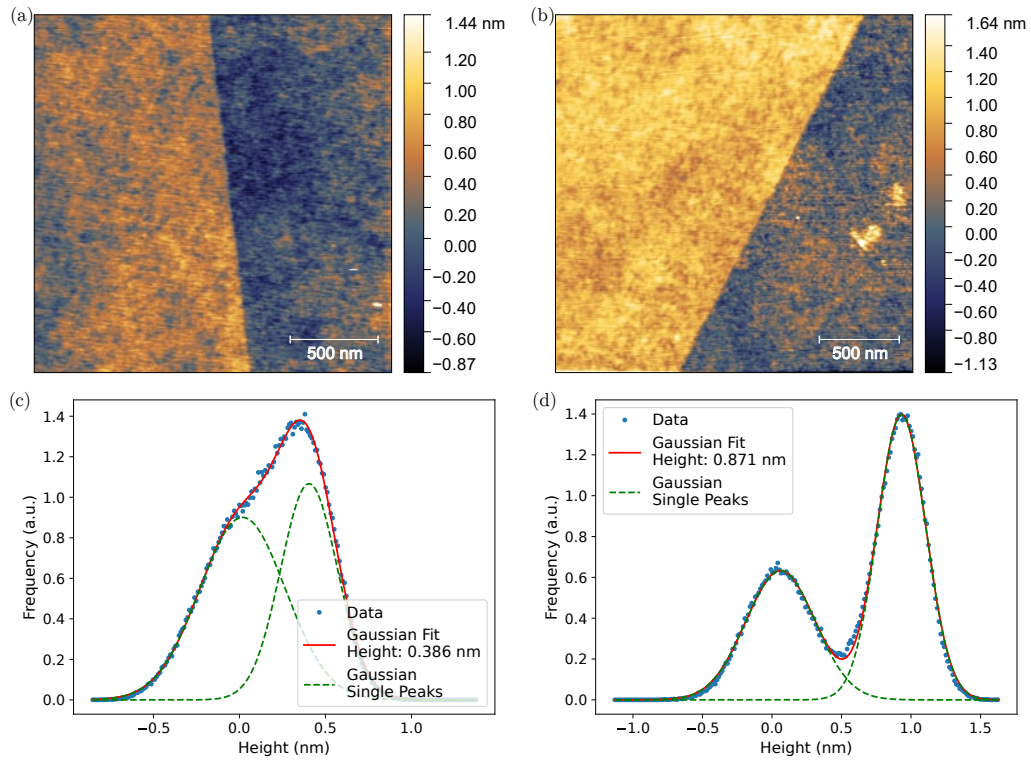 (a)
1.44 nm
1.00
0.80
0.60
0.40
0.20
0.00
−0.20
−0.40
−0.60
−0.87
500 nm
(b)
1.64 nm
1.40
1.20
1.00
0.80
0.60
0.40
0.20
0.00
−0.20
−0.40
−0.60
−0.80
−1.13
500 nm
(c)
Frequency (a.u.)
1.4
1.2
1.0
0.8
0.6
0.4
0.2
0.0
−0.5
0.0
0.5
1.0
Height (nm)
Data
Gaussian Fit
Height: 0.386 nm
Gaussian
Single Peaks
(d)
Frequency (a.u.)
1.4
1.2
1.0
0.8
0.6
0.4
0.2
0.0
−1.0
−0.5
0.0
0.5
1.0
1.5
Height (nm)
Data
Gaussian Fit
Height: 0.871 nm
Gaussian
Single Peaks